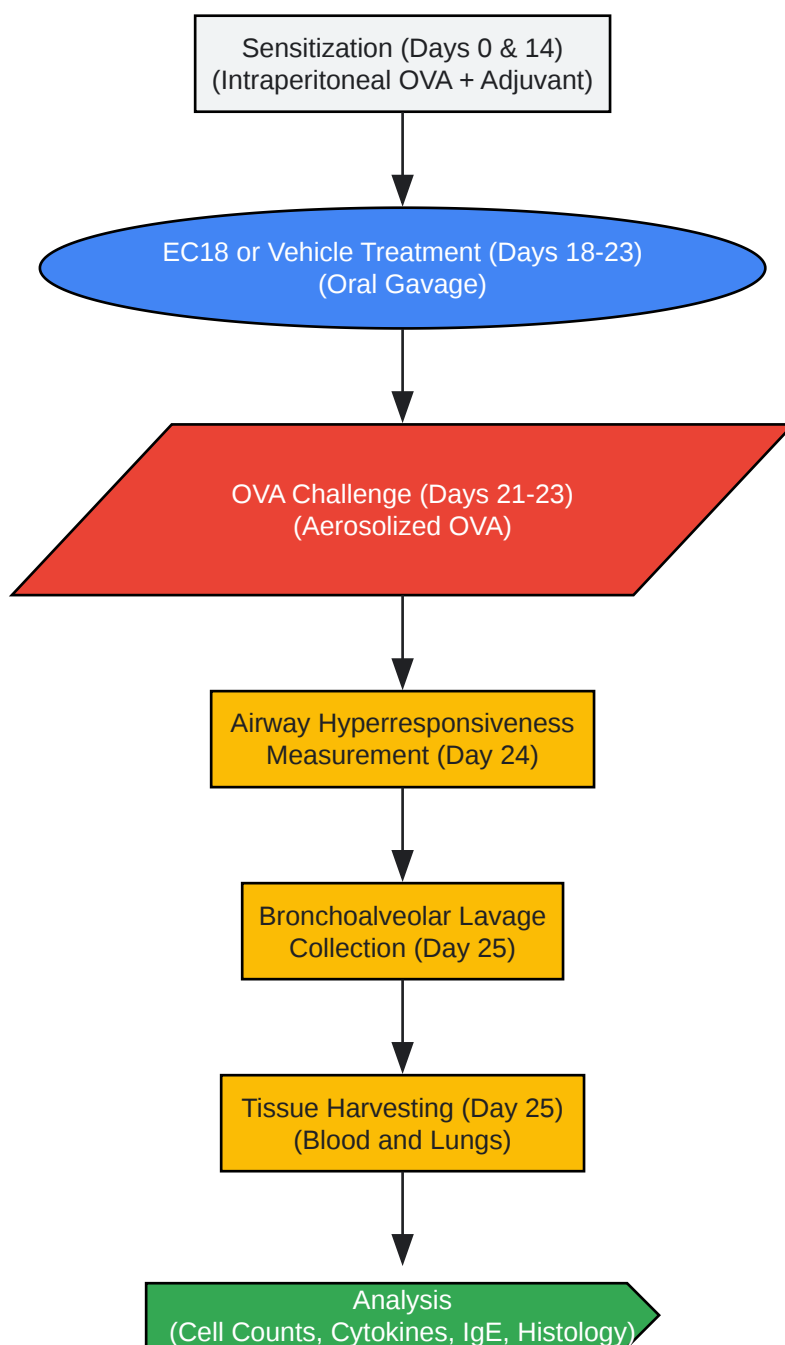 Sensitization (Days 0 & 14)
(Intraperitoneal OVA + Adjuvant)
EC18 or Vehicle Treatment (Days 18-23)
(Oral Gavage)
OVA Challenge (Days 21-23)
(Aerosolized OVA)
Airway Hyperresponsiveness
Measurement (Day 24)
Bronchoalveolar Lavage
Collection (Day 25)
Tissue Harvesting (Day 25)
(Blood and Lungs)
Analysis
(Cell Counts, Cytokines, IgE, Histology)